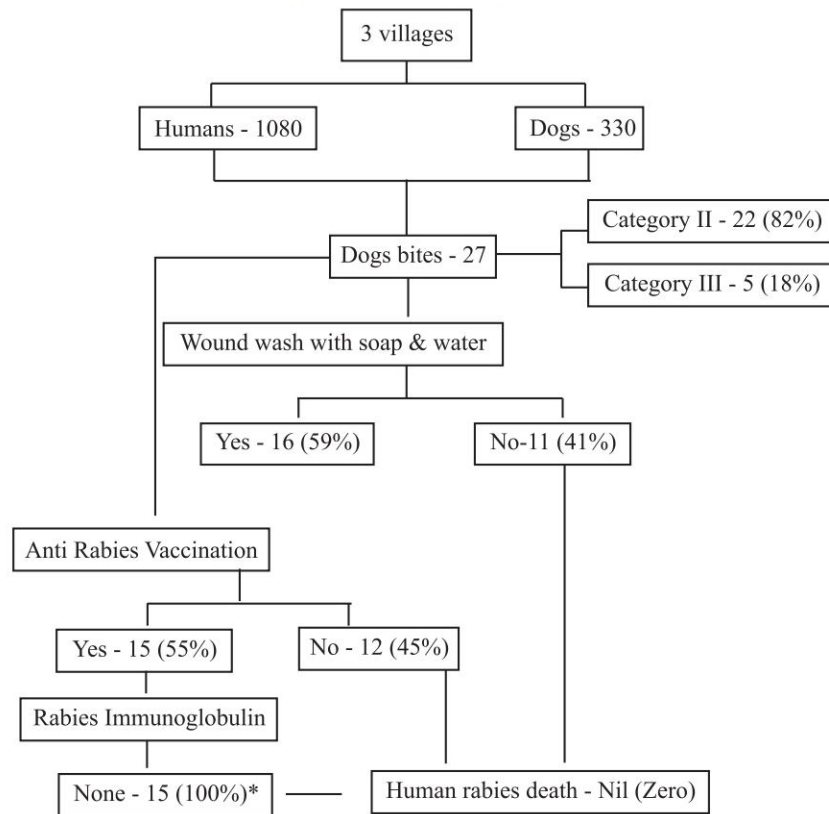 3 villages
Humans - 1080
Dogs - 330
Category II - 22 (82%)
Dogs bites - 27
Category III - 5 (18%)
Wound wash with soap & water
Yes - 16 (59%)
No-11 (41%)
Anti Rabies Vaccination
Yes - 15 (55%)
No - 12 (45%)
Rabies Immunoglobulin
None - 15 (100%)*
Human rabies death - Nil (Zero)